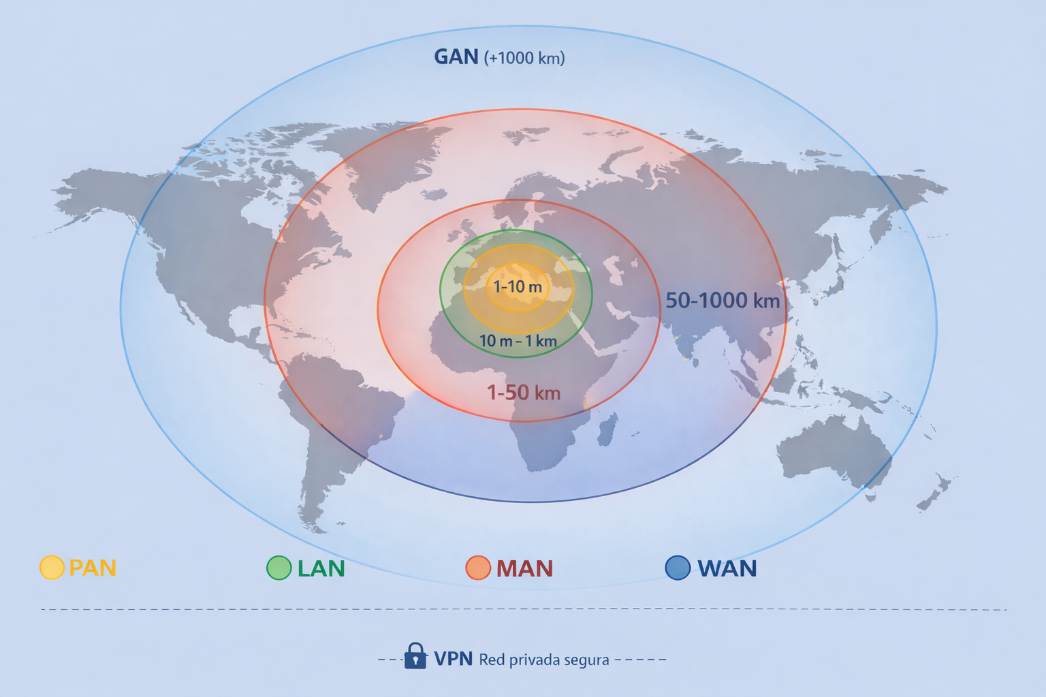 GAN (+1000 km)
1-10 m
50-1000 km
10 m – 1 km
1-50 km
PAN
LAN
MAN
WAN
VPN Red privada segura